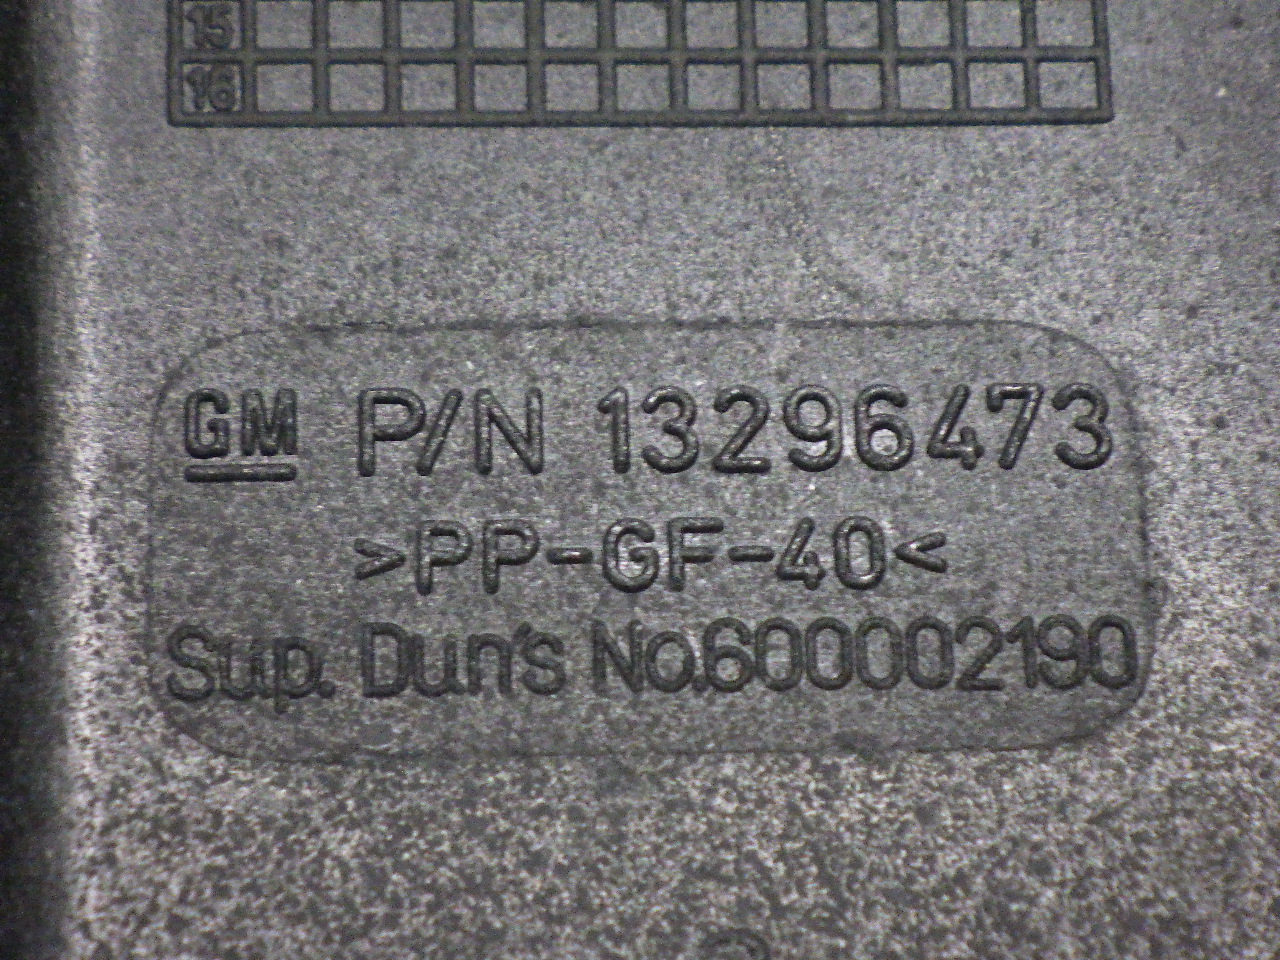 15
16
GM P/N 13296473
>PP-GF-40<
Sup. Dun's No.600002190